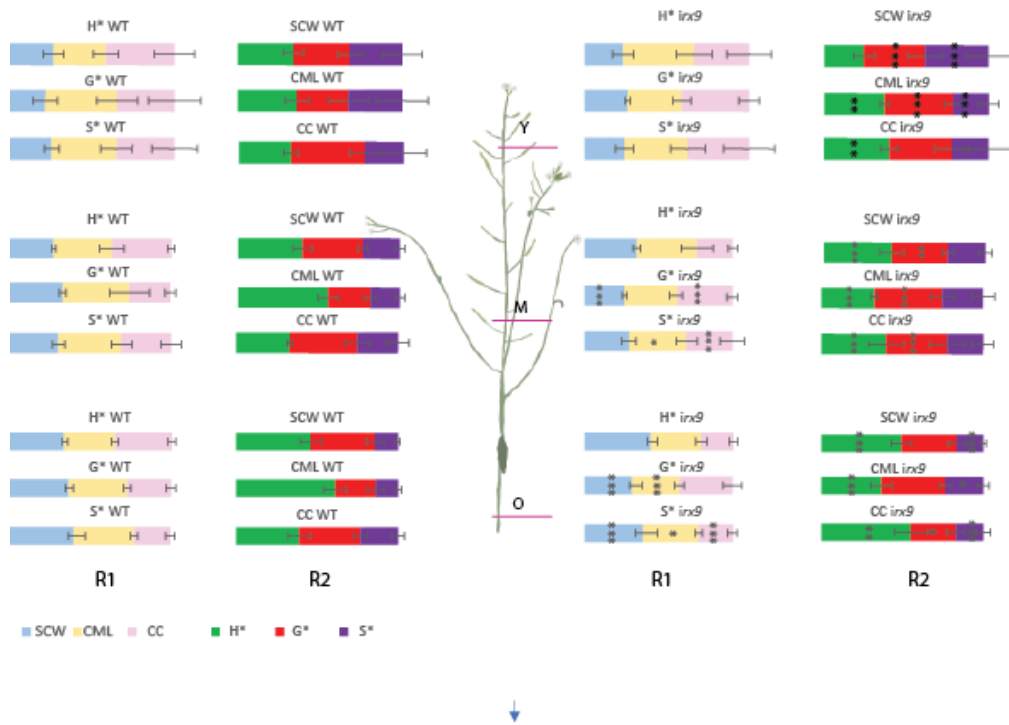 H* WT
SCW WT
H* irx9
SCW irx9
G* WT
CML WT
G* irx9
CML irx9
S* WT
CC WT
Y
S* irx9
CC irx9
H* WT
SCW WT
H* irx9
SCW irx9
G* WT
CML WT
G* irx9
CML irx9
M
S* WT
CC WT
S* irx9
CC irx9
H* WT
SCW WT
H* irx9
SCW irx9
G* WT
CML WT
G* irx9
CML irx9
O
S* WT
CC WT
S* irx9
CC irx9
R1 R2 R1 R2
SCW CML CC H* G* S*